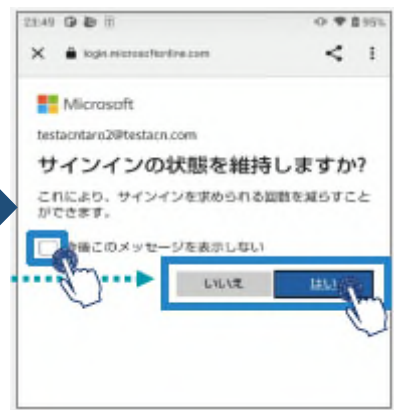 23:49 95%
login.microsoftonline.com
Microsoft
testacntaro2@testacn.com
サインインの状態を維持しますか?
これにより、サインインを求められる回数を減らすこと
ができます。
今後このメッセージを表示しない
いいえ はい